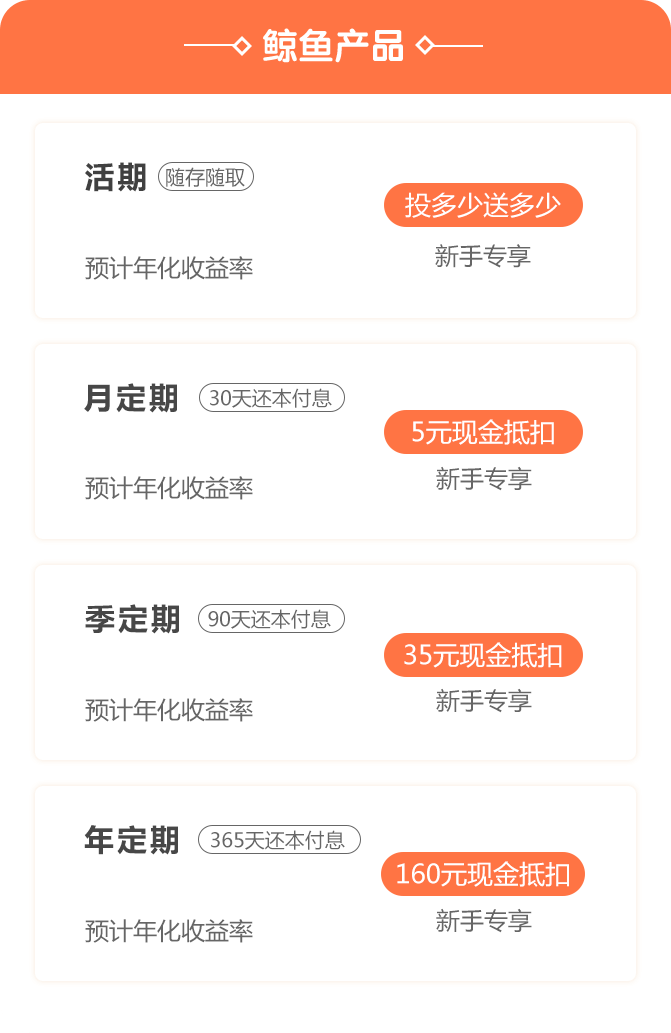 鲸鱼产品
活期 随存随取
投多少送多少
新手专享
预计年化收益率
月定期 30天还本付息
5元现金抵扣
新手专享
预计年化收益率
季定期 90天还本付息
35元现金抵扣
新手专享
预计年化收益率
年定期 365天还本付息
160元现金抵扣
新手专享
预计年化收益率